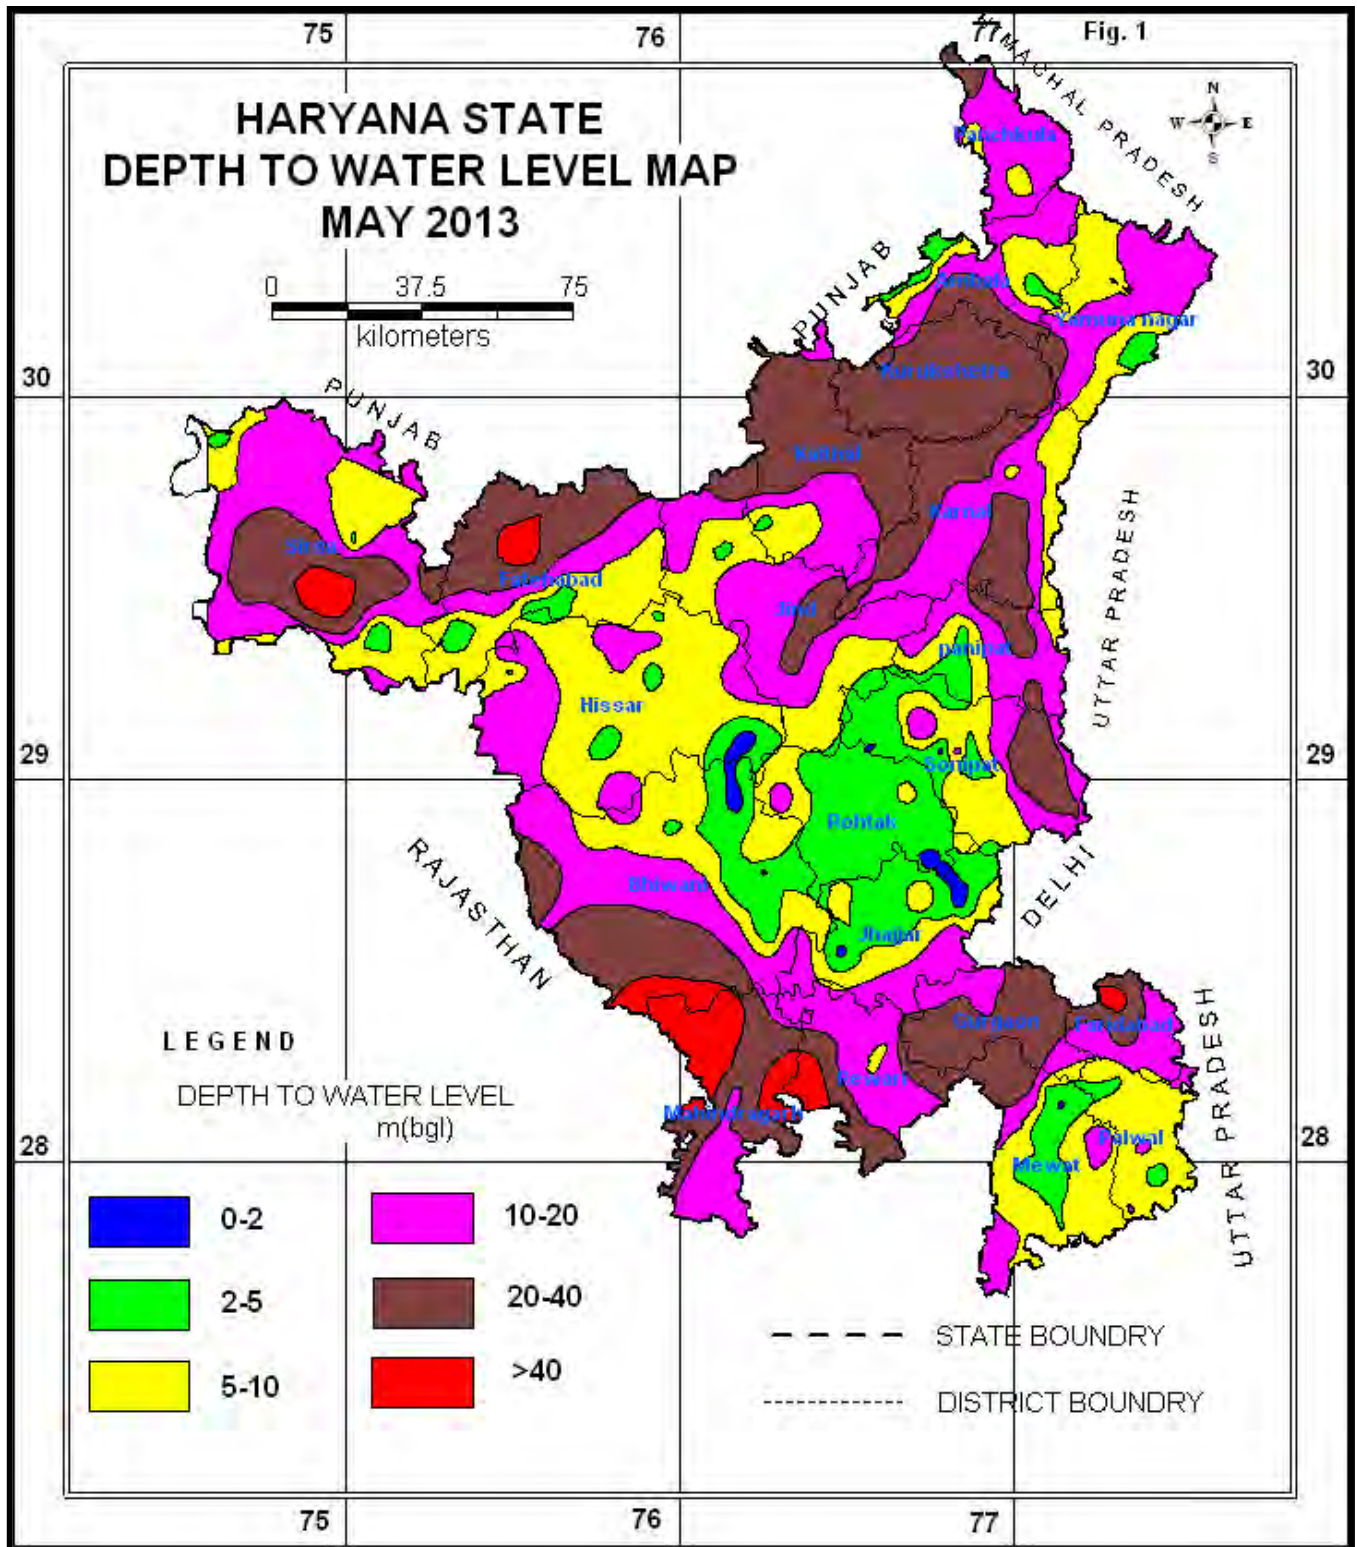 75
76
77
Fig. 1
HIMACHAL PRADESH
HARYANA STATE
DEPTH TO WATER LEVEL MAP
MAY 2013
N
W
E
S
0 37.5 75
kilometers
Panchkula
PUNJAB
Ambala
Yamuna nagar
30
30
PUNJAB
Kurukshetra
Kaithal
Karnal
Sirsa
Fatehabad
Jind
UTTAR PRADESH
panipat
Hissar
29
29
Sonipat
Rohtak
RAJASTHAN
Bhiwani
DELHI
Jhajjar
Gurgaon
Faridabad
UTTAR PRADESH
Rewari
Mahindragarh
Palwal
Mewat
28
28
LEGEND
DEPTH TO WATER LEVEL
m(bgl)
0-2
10-20
2-5
20-40
5-10
>40
STATE BOUNDRY
DISTRICT BOUNDRY
75
76
77